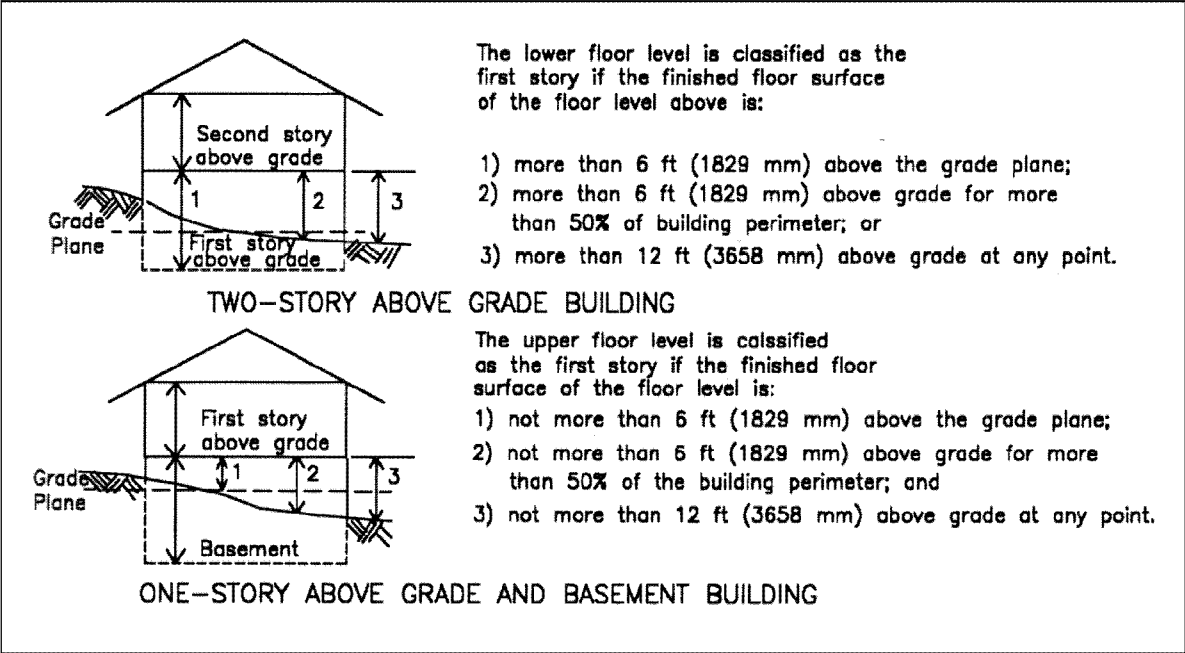 The lower floor level is classified as the
first story if the finished floor surface
of the floor level above is:
1) more than 6 ft (1829 mm) above the grade plane;
2) more than 6 ft (1829 mm) above grade for more
than 50% of building perimeter; or
3) more than 12 ft (3658 mm) above grade at any point.
Second story
above grade
1
2
3
Grade
Plane
First story
above grade
TWO-STORY ABOVE GRADE BUILDING
The upper floor level is calssified
as the first story if the finished floor
surface of the floor level is:
1) not more than 6 ft (1829 mm) above the grade plane;
2) not more than 6 ft (1829 mm) above grade for more
than 50% of the building perimeter; and
3) not more than 12 ft (3658 mm) above grade at any point.
First story
above grade
1
2
3
Grade
Plane
Basement
ONE-STORY ABOVE GRADE AND BASEMENT BUILDING